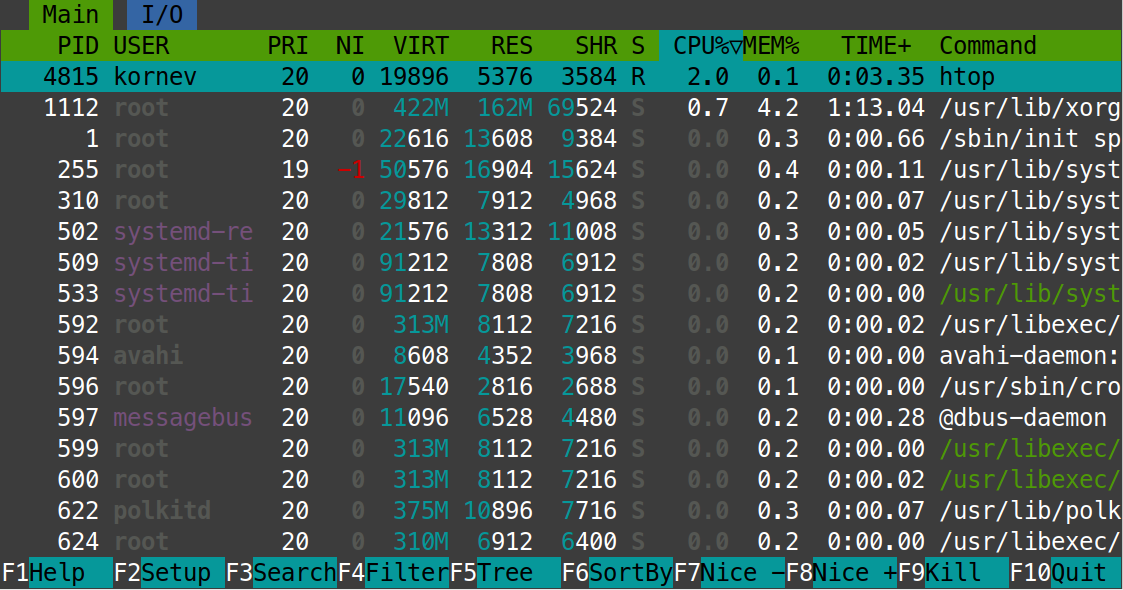 Main I/O
PID USER PRI NI VIRT RES SHR S CPU%▽MEM% TIME+ Command
4815 kornev 20 0 19896 5376 3584 R 2.0 0.1 0:03.35 htop
1112 root 20 0 422M 162M 69524 S 0.7 4.2 1:13.04 /usr/lib/xorg
1 root 20 0 22616 13608 9384 S 0.0 0.3 0:00.66 /sbin/init sp
255 root 19 -1 50576 16904 15624 S 0.0 0.4 0:00.11 /usr/lib/syst
310 root 20 0 29812 7912 4968 S 0.0 0.2 0:00.07 /usr/lib/syst
502 systemd-re 20 0 21576 13312 11008 S 0.0 0.3 0:00.05 /usr/lib/syst
509 systemd-ti 20 0 91212 7808 6912 S 0.0 0.2 0:00.02 /usr/lib/syst
533 systemd-ti 20 0 91212 7808 6912 S 0.0 0.2 0:00.00 /usr/lib/syst
592 root 20 0 313M 8112 7216 S 0.0 0.2 0:00.02 /usr/libexec/
594 avahi 20 0 8608 4352 3968 S 0.0 0.1 0:00.00 avahi-daemon:
596 root 20 0 17540 2816 2688 S 0.0 0.1 0:00.00 /usr/sbin/cro
597 messagebus 20 0 11096 6528 4480 S 0.0 0.2 0:00.28 @dbus-daemon
599 root 20 0 313M 8112 7216 S 0.0 0.2 0:00.00 /usr/libexec/
600 root 20 0 313M 8112 7216 S 0.0 0.2 0:00.02 /usr/libexec/
622 polkitd 20 0 375M 10896 7716 S 0.0 0.3 0:00.07 /usr/lib/polk
624 root 20 0 310M 6912 6400 S 0.0 0.2 0:00.00 /usr/libexec/
F1Help F2Setup F3SearchF4FilterF5Tree F6SortByF7Nice -F8Nice +F9Kill F10Quit